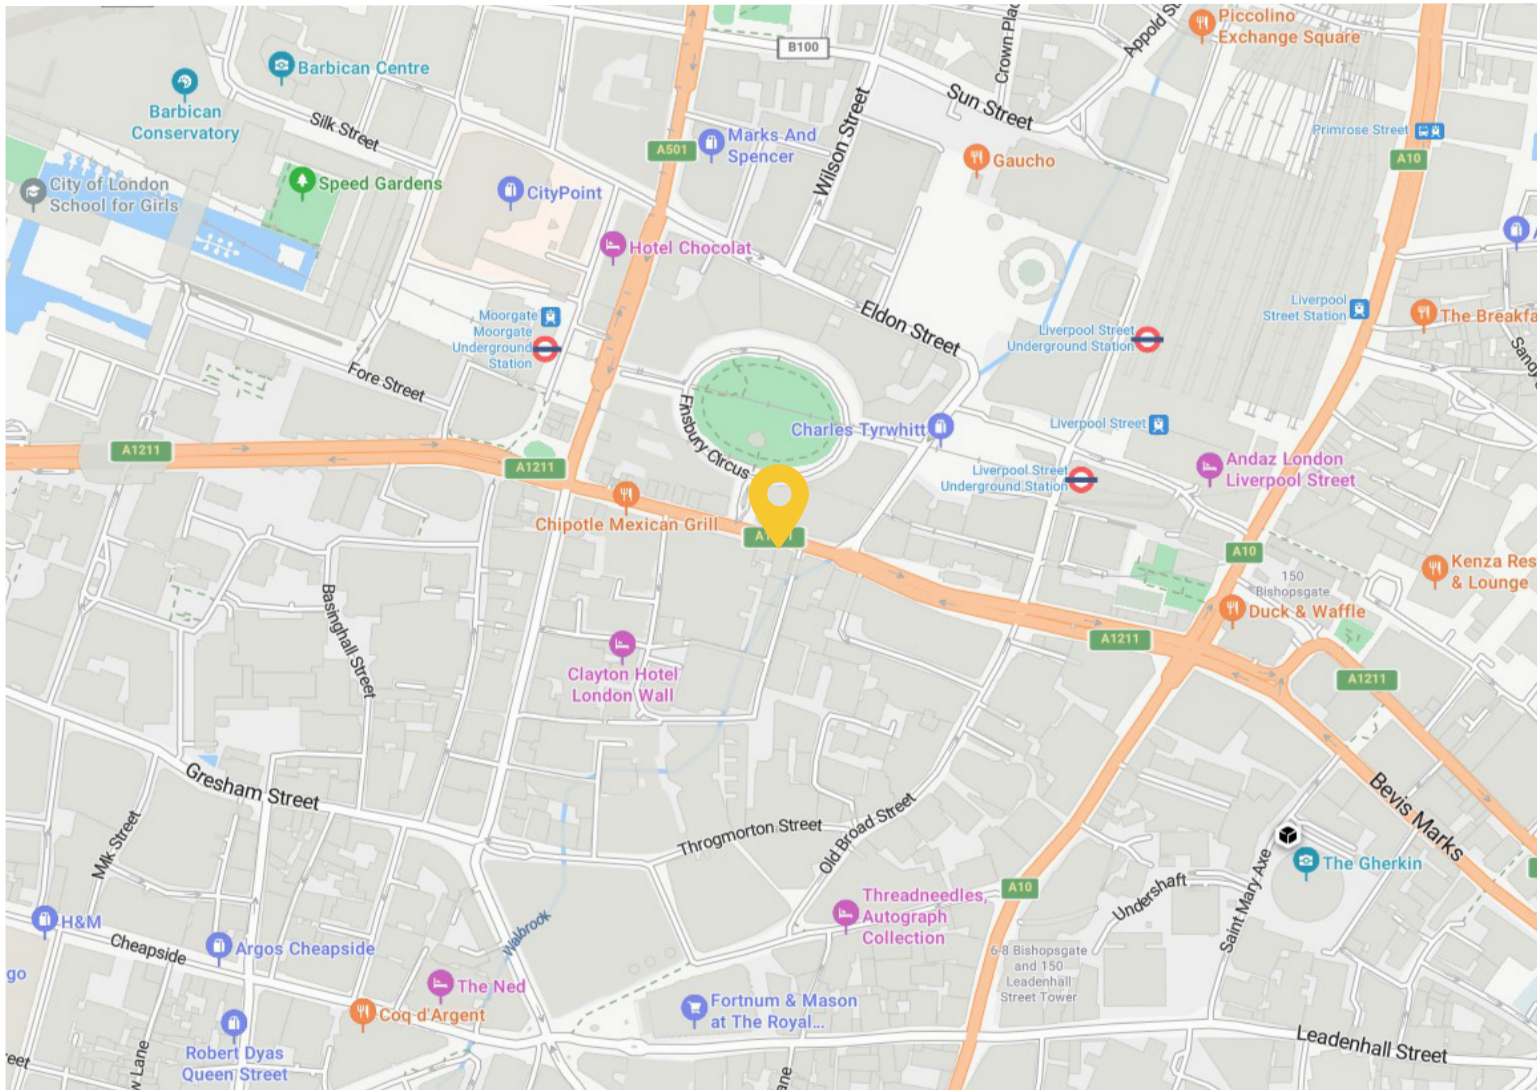 Piccolino
Exchange Square
Appold
Crown
B100
Barbican Centre
Barbican
Conservatory
Silk Street
Sun Street
Wilson Street
Marks And
Spencer
A501
Primrose Street
A10
Gaucho
City of London
School for Girls
Speed Gardens
CityPoint
Hotel Chocolat
Moorgate
Moorgate
Underground
Station
Eldon Street
Liverpool Street
Underground Station
Liverpool
Street Station
The Breakfa
Fore Street
Finsbury Circus
Charles Tyrwhitt
Liverpool Street
Liverpool Street
Underground Station
Andaz London
Liverpool Street
A1211
A1211
Chipotle Mexican Grill
A10
150
Bishopsgate
Kenza Res
& Lounge
Duck & Waffle
Basinghall Street
Clayton Hotel
London Wall
A1211
A1211
Gresham Street
Milk Street
Throgmorton Street
Old Broad Street
Bevis Marks
The Gherkin
Undershaft
Saint Mary Axe
A10
Threadneedles,
Autograph
Collection
H&M
Cheapside
Argos Cheapside
Walbrook
6-8 Bishopsgate
and 150
Leadenhall
Street Tower
go
The Ned
Coq d'Argent
Fortnum & Mason
at The Royal...
Robert Dyas
Queen Street
Leadenhall Street
Lane